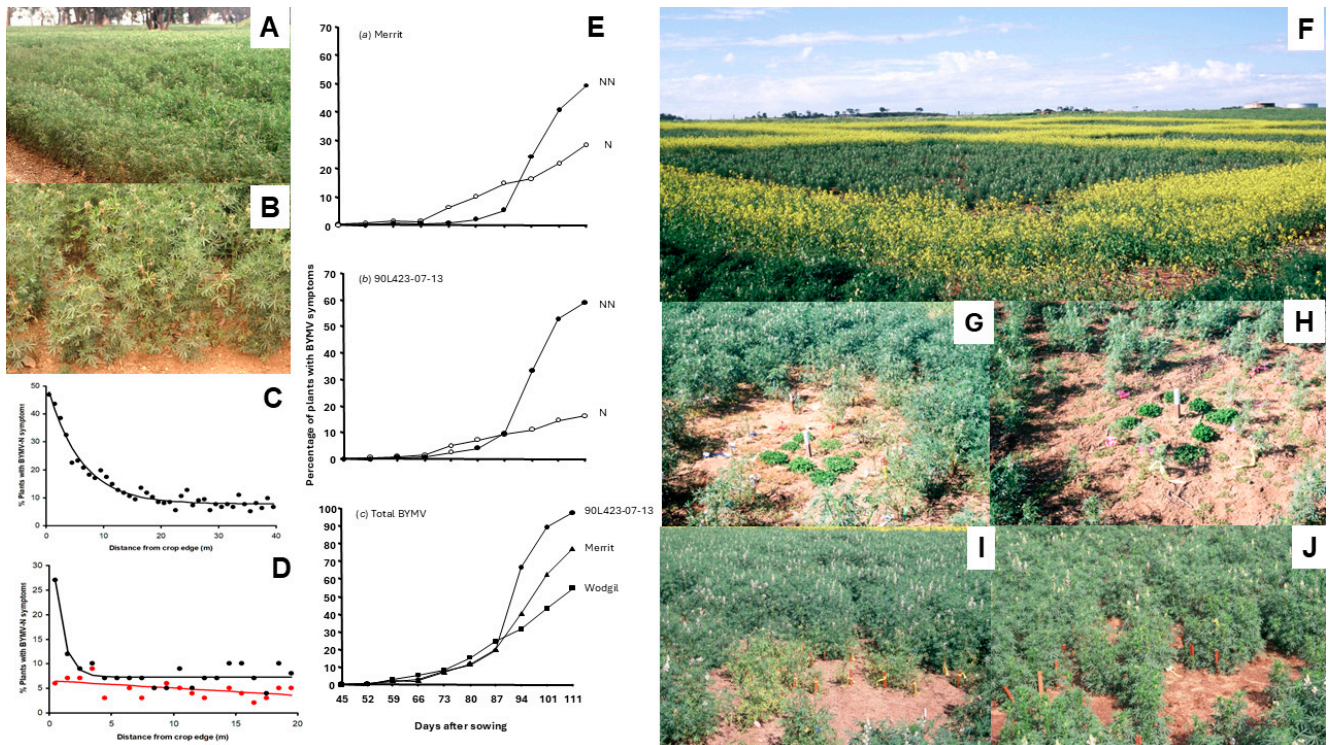 A
B
C
% Plants with BYMV-N symptoms
50
40
30
20
10
0
0 10 20 30 40
Distance from crop edge (m)
D
% Plants with BYMV-N symptoms
30
25
20
15
10
5
0
0 5 10 15 20
Distance from crop edge (m)
E
Percentage of plants with BYMV symptoms
(a) Merrit
70
60
50
40
30
20
10
0
NN
N
(b) 90L423-07-13
70
60
50
40
30
20
10
0
NN
N
(c) Total BYMV
100
90
80
70
60
50
40
30
20
10
0
90L423-07-13
Merrit
Wodgil
45 52 59 66 73 80 87 94 101 111
Days after sowing
F
G
H
I
J